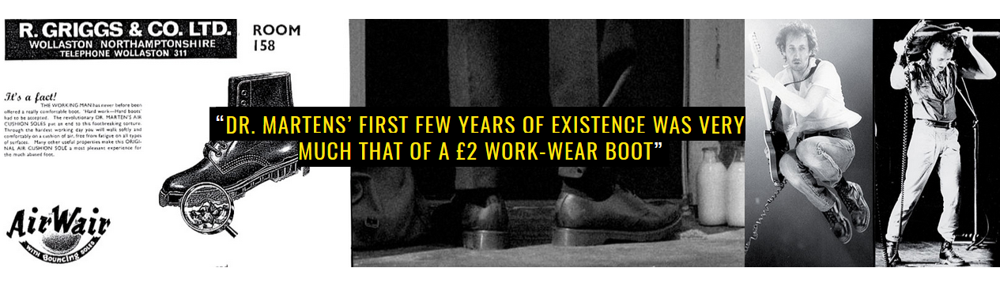 R. GRIGGS & CO. LTD.
WOLLASTON NORTHAMPTONSHIRE
TELEPHONE WOLLASTON 311
ROOM
158
It's a fact!
THE WORKING MAN has never before been
offered a really comfortable boot. 'Hard work—Hard boots'
had to be accepted. The revolutionary DR. MARTEN'S AIR
CUSHION SOLES put an end to this footbreaking torture.
Through the hardest working day you will walk softly and
comfortably on a cushion of air, free from fatigue on all types
of surfaces. Many other useful properties make this ORIGI-
NAL AIR CUSHION SOLE a most pleasant experience for
the much abused foot.
AirWair
WITH Bouncing SOLES
“DR. MARTENS’ FIRST FEW YEARS OF EXISTENCE WAS VERY
MUCH THAT OF A £2 WORK-WEAR BOOT”